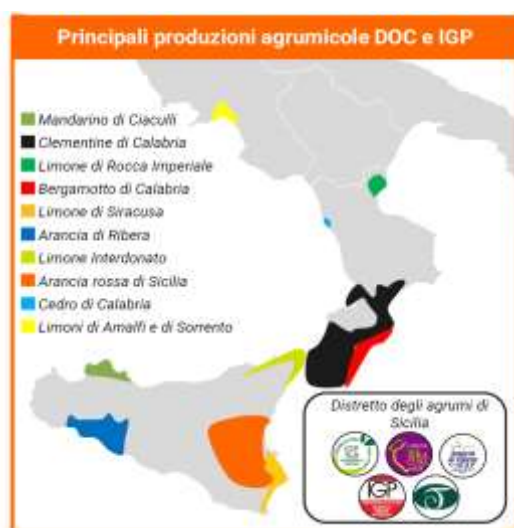 Principali produzioni agrumicole DOC e IGP
Mandarino di Ciaculli
Clementine di Calabria
Limone di Rocca Imperiale
Bergamotto di Calabria
Limone di Siracusa
Arancia di Ribera
Limone Interdonato
Arancia rossa di Sicilia
Cedro di Calabria
Limoni di Amalfi e di Sorrento
Distretto degli agrumi di
Sicilia
IGP